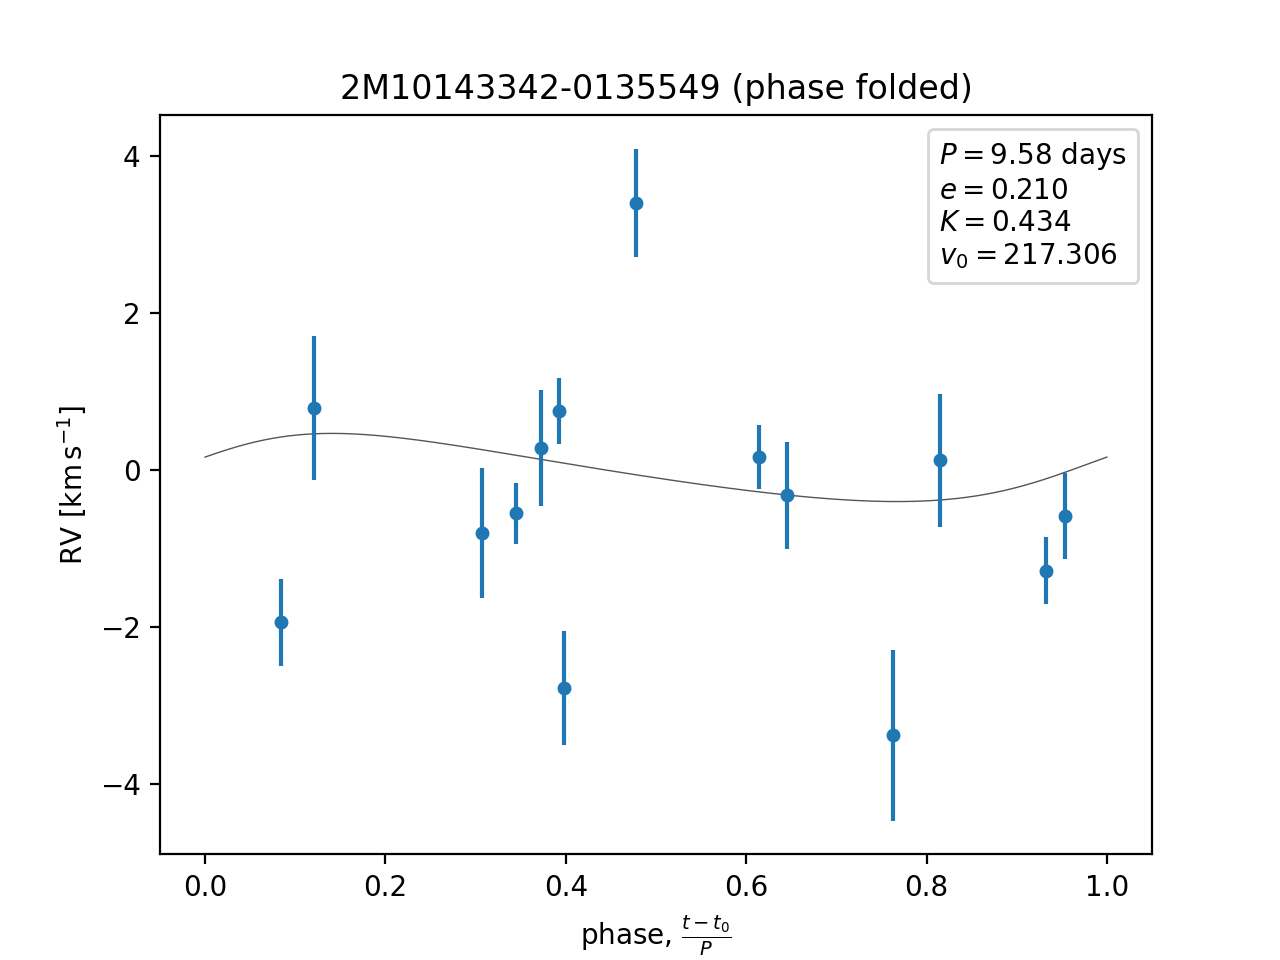 2M10143342-0135549 (phase folded)
P = 9.58 days
e = 0.210
K = 0.434
v₀ = 217.306
4
2
0
−2
−4
RV [km s⁻¹]
0.0 0.2 0.4 0.6 0.8 1.0
phase, (t − t₀)/P